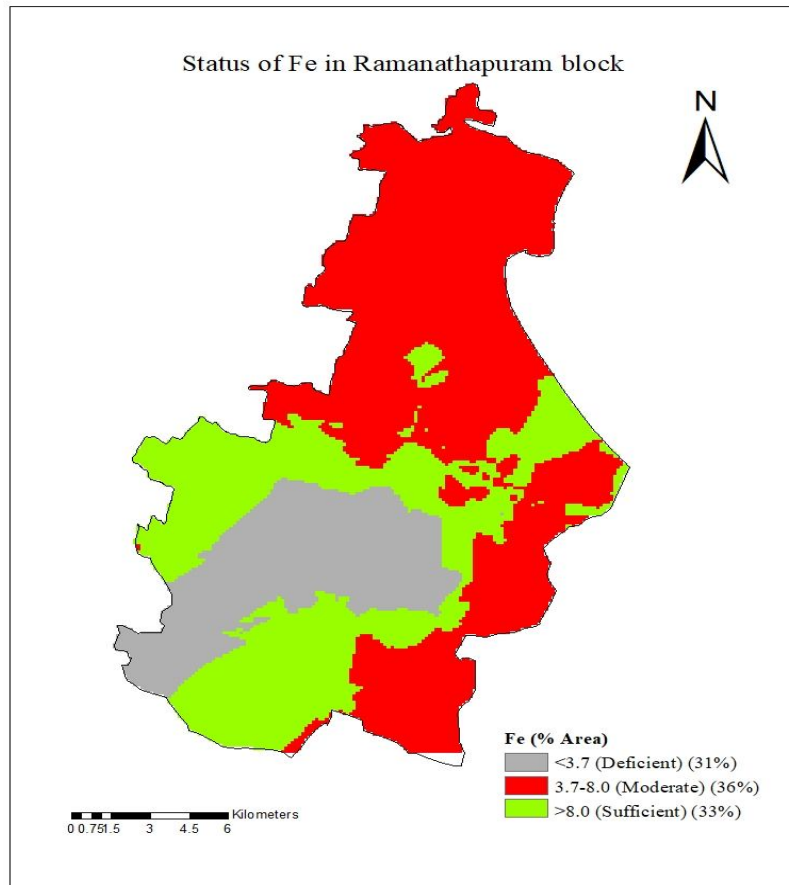 Status of Fe in Ramanathapuram block
N
Fe (% Area)
<3.7 (Deficient) (31%)
3.7-8.0 (Moderate) (36%)
>8.0 (Sufficient) (33%)
Kilometers
0 0.751.5 3 4.5 6